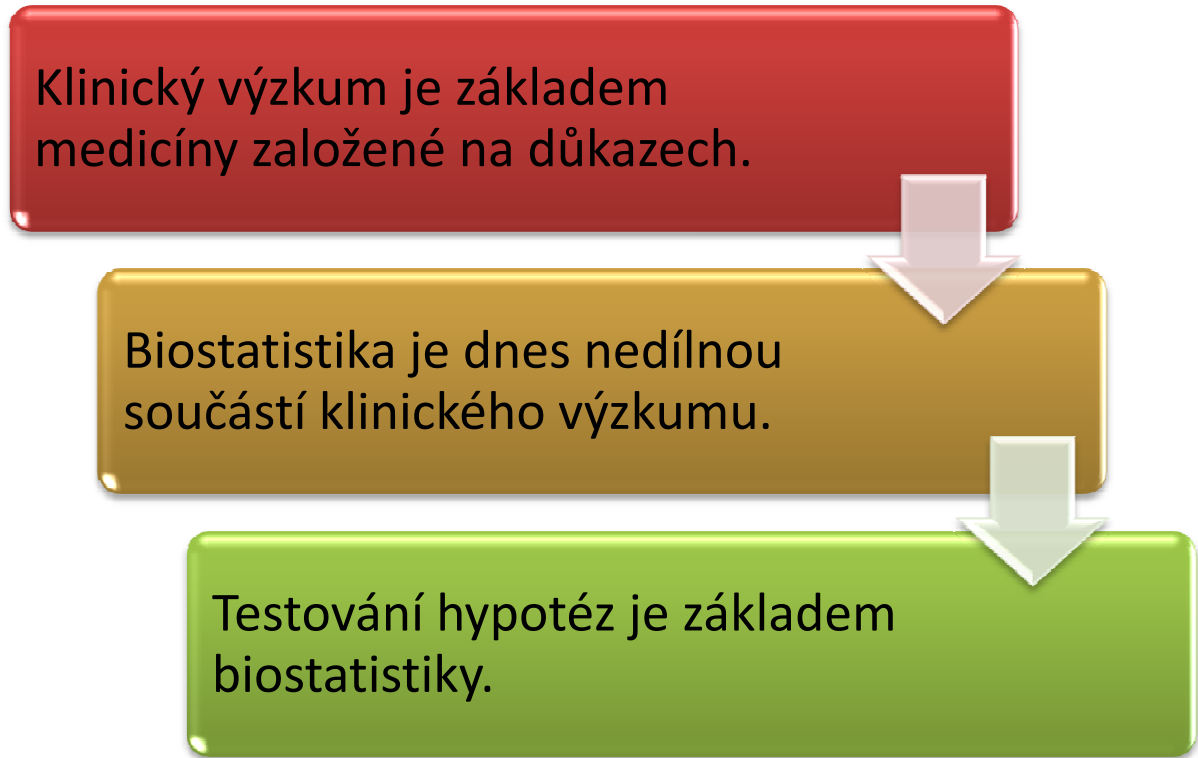 Klinický výzkum je základem
medicíny založené na důkazech.
Biostatistika je dnes nedílnou
součástí klinického výzkumu.
Testování hypotéz je základem
biostatistiky.